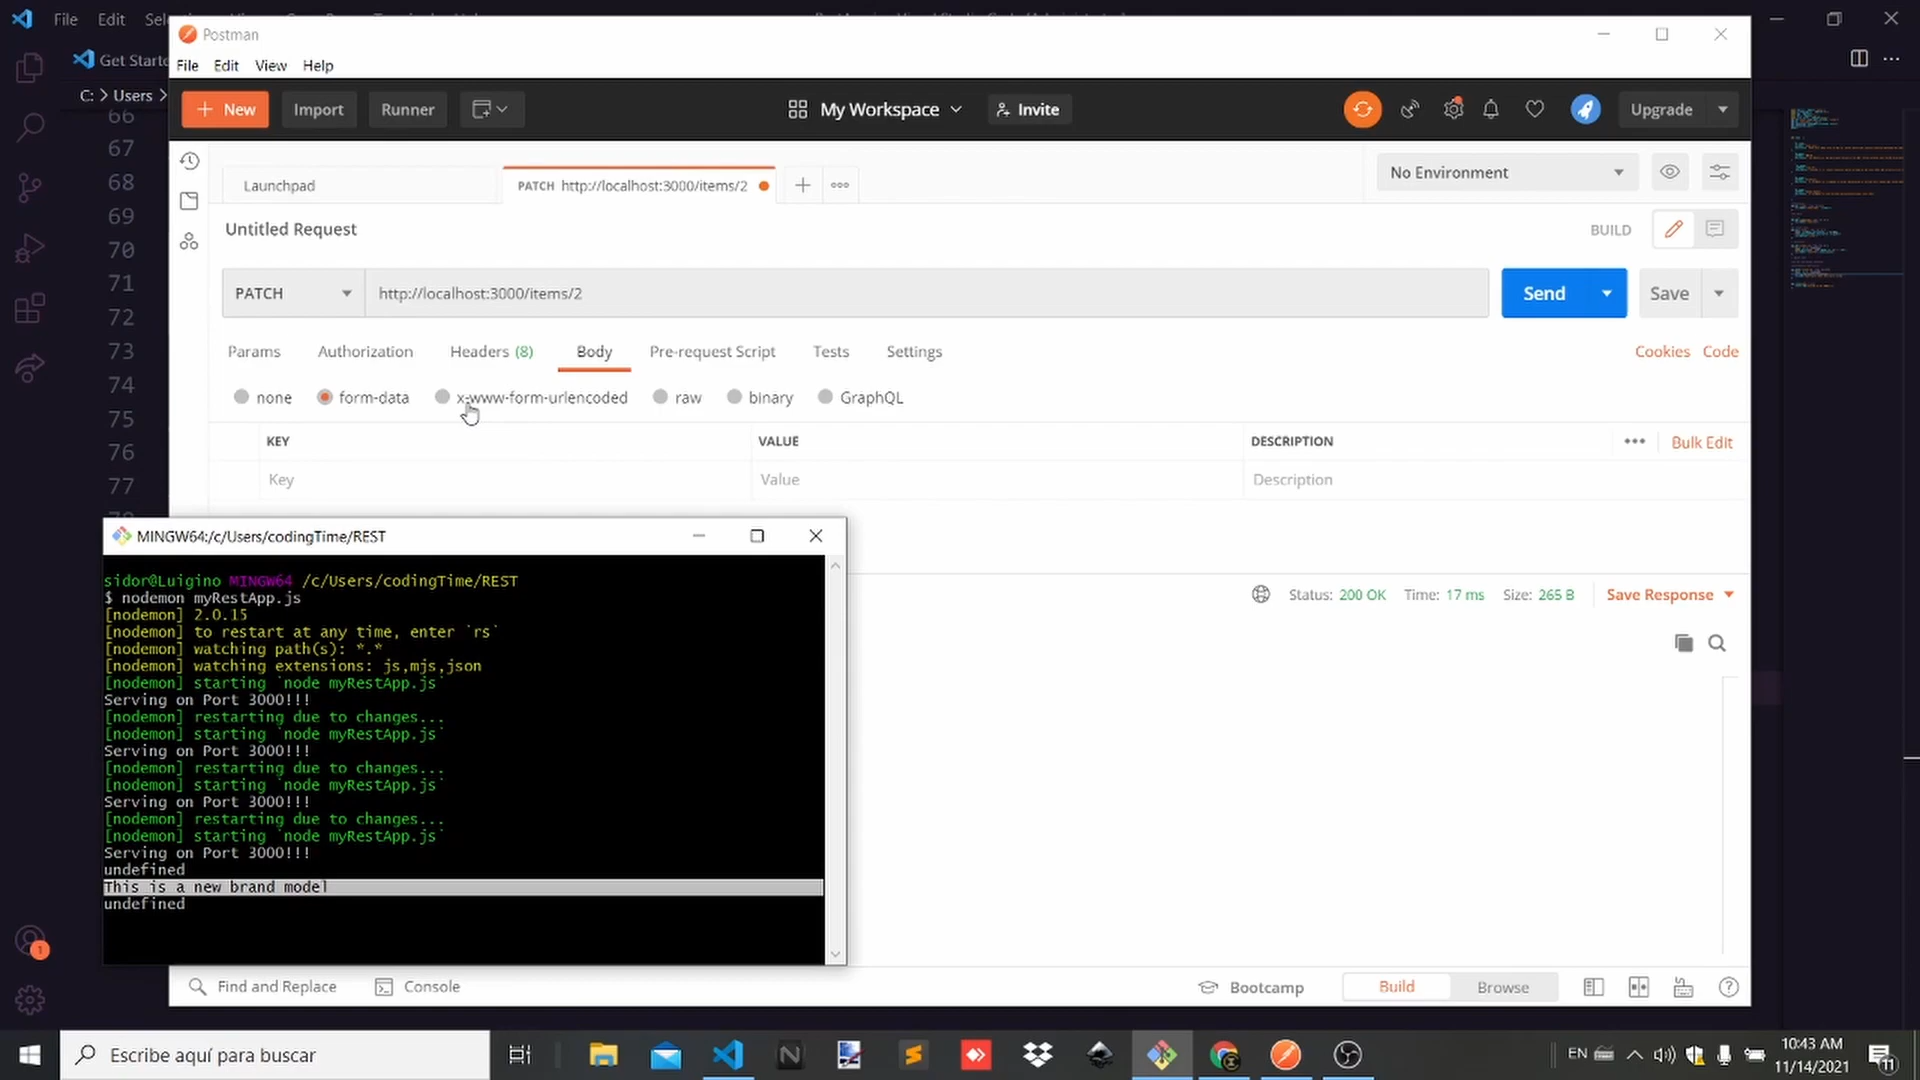 File Edit
Get Starte
C: > Users >
66
67
68
69
70
71
72
73
74
75
76
77
Postman
File Edit View Help
+ New Import Runner My Workspace Invite Upgrade
Launchpad PATCH http://localhost:3000/items/2 No Environment
Untitled Request BUILD
PATCH http://localhost:3000/items/2 Send Save
Params Authorization Headers (8) Body Pre-request Script Tests Settings Cookies Code
none form-data x-www-form-urlencoded raw binary GraphQL
KEY VALUE DESCRIPTION Bulk Edit
Key Value Description
Status: 200 OK Time: 17 ms Size: 265 B Save Response
MINGW64:/c/Users/codingTime/REST
sidor@Luigino MINGW64 /c/Users/codingTime/REST
$ nodemon myRestApp.js
[nodemon] 2.0.15
[nodemon] to restart at any time, enter `rs`
[nodemon] watching path(s): *.*
[nodemon] watching extensions: js,mjs,json
[nodemon] starting `node myRestApp.js`
Serving on Port 3000!!!
[nodemon] restarting due to changes...
[nodemon] starting `node myRestApp.js`
Serving on Port 3000!!!
[nodemon] restarting due to changes...
[nodemon] starting `node myRestApp.js`
Serving on Port 3000!!!
[nodemon] restarting due to changes...
[nodemon] starting `node myRestApp.js`
Serving on Port 3000!!!
undefined
This is a new brand model
undefined
Find and Replace Console Bootcamp Build Browse
1
Escribe aquí para buscar
EN
10:43 AM
11/14/2021
11